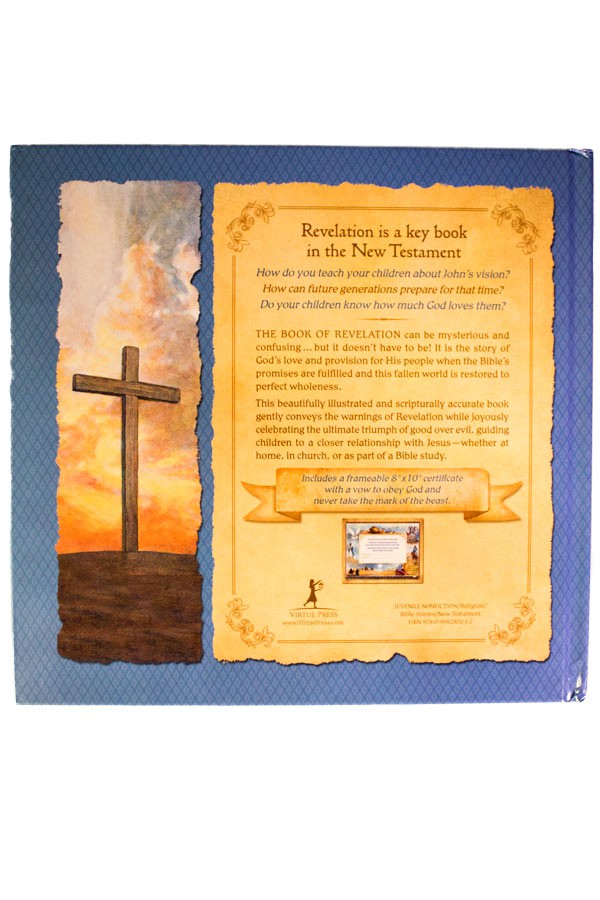 Revelation is a key book
in the New Testament
How do you teach your children about John's vision?
How can future generations prepare for that time?
Do your children know how much God loves them?
THE BOOK OF REVELATION can be mysterious and
confusing... but it doesn't have to be! It is the story of
God's love and provision for His people when the Bible's
promises are fulfilled and this fallen world is restored to
perfect wholeness.
This beautifully illustrated and scripturally accurate book
gently conveys the warnings of Revelation while joyously
celebrating the ultimate triumph of good over evil, guiding
children to a closer relationship with Jesus—whether at
home, in church, or as part of a Bible study.
Includes a frameable 8"x10" certificate
with a vow to obey God and
never take the mark of the beast.
VIRTUE PRESS
www.VirtuePress.com
JUVENILE NONFICTION/Religion/
Bible Stories/New Testament